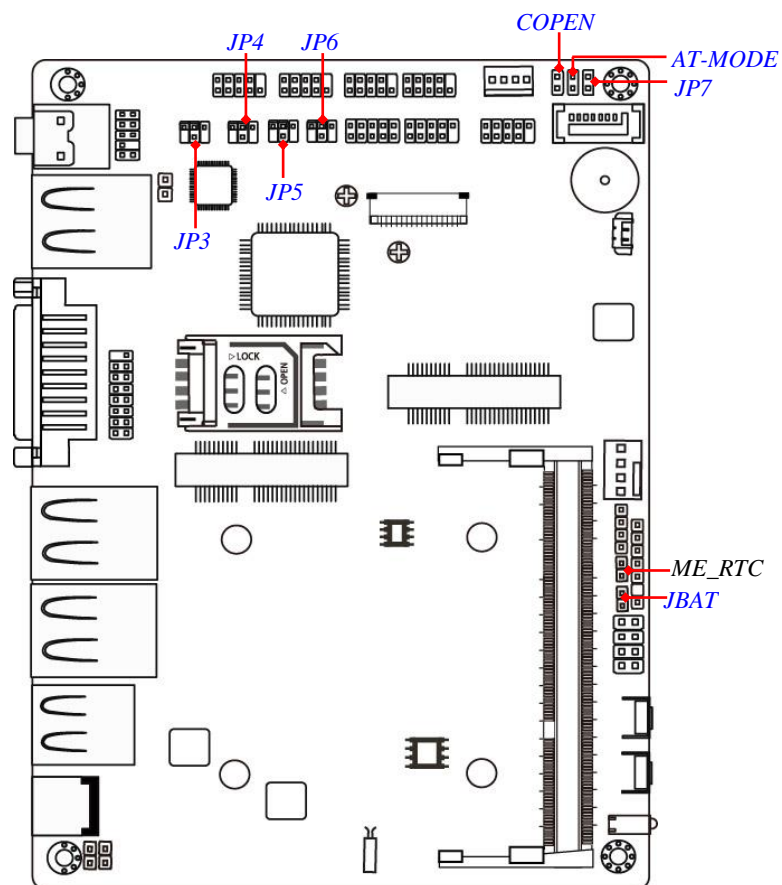 COPEN
JP4
JP6
AT-MODE
JP7
JP5
JP3
▷LOCK
△OPEN
ME_RTC
JBAT